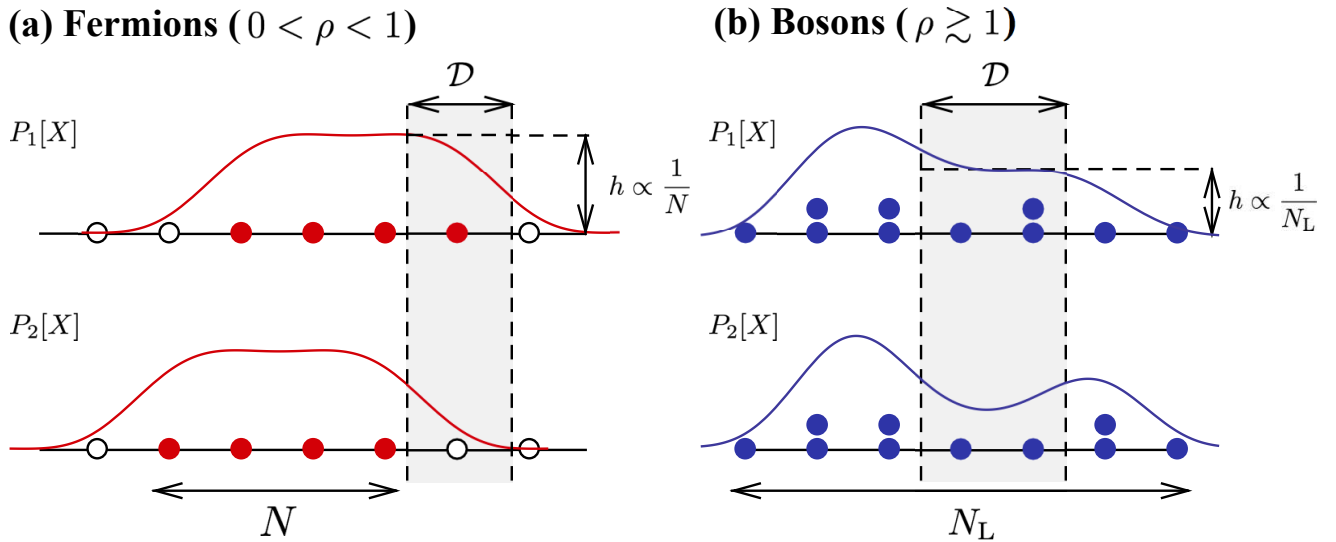 (a) Fermions ( 0 < ρ < 1)
𝒟
P₁[X]
h ∝ 1/N
P₂[X]
N
(b) Bosons ( ρ ≳ 1)
𝒟
P₁[X]
h ∝ 1/N_L
P₂[X]
N_L